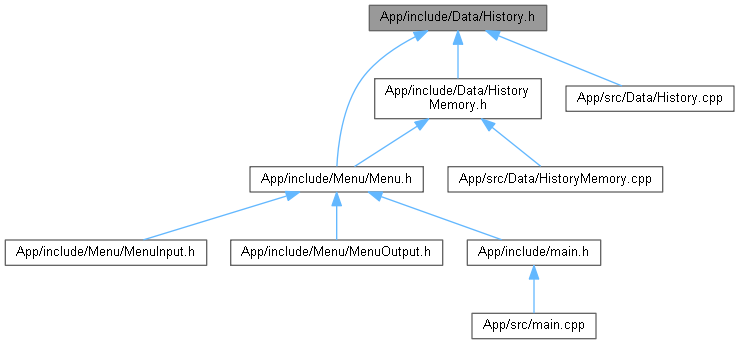 App/include/Data/History.h
App/include/Data/History
Memory.h
App/src/Data/History.cpp
App/include/Menu/Menu.h
App/src/Data/HistoryMemory.cpp
App/include/Menu/MenuInput.h
App/include/Menu/MenuOutput.h
App/include/main.h
App/src/main.cpp